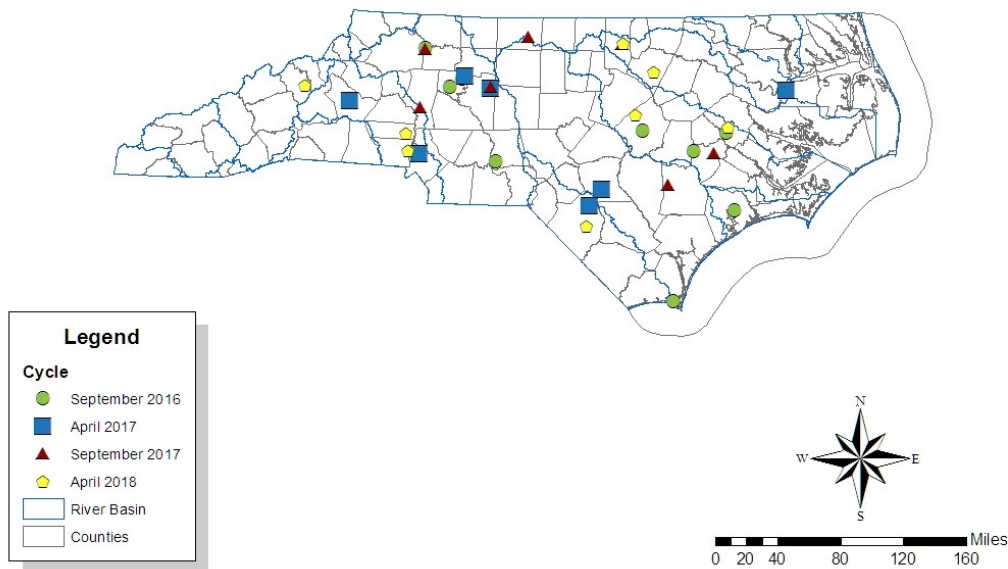 Legend
Cycle
September 2016
April 2017
September 2017
April 2018
River Basin
Counties
N
W E
S
Miles
0 20 40 80 120 160